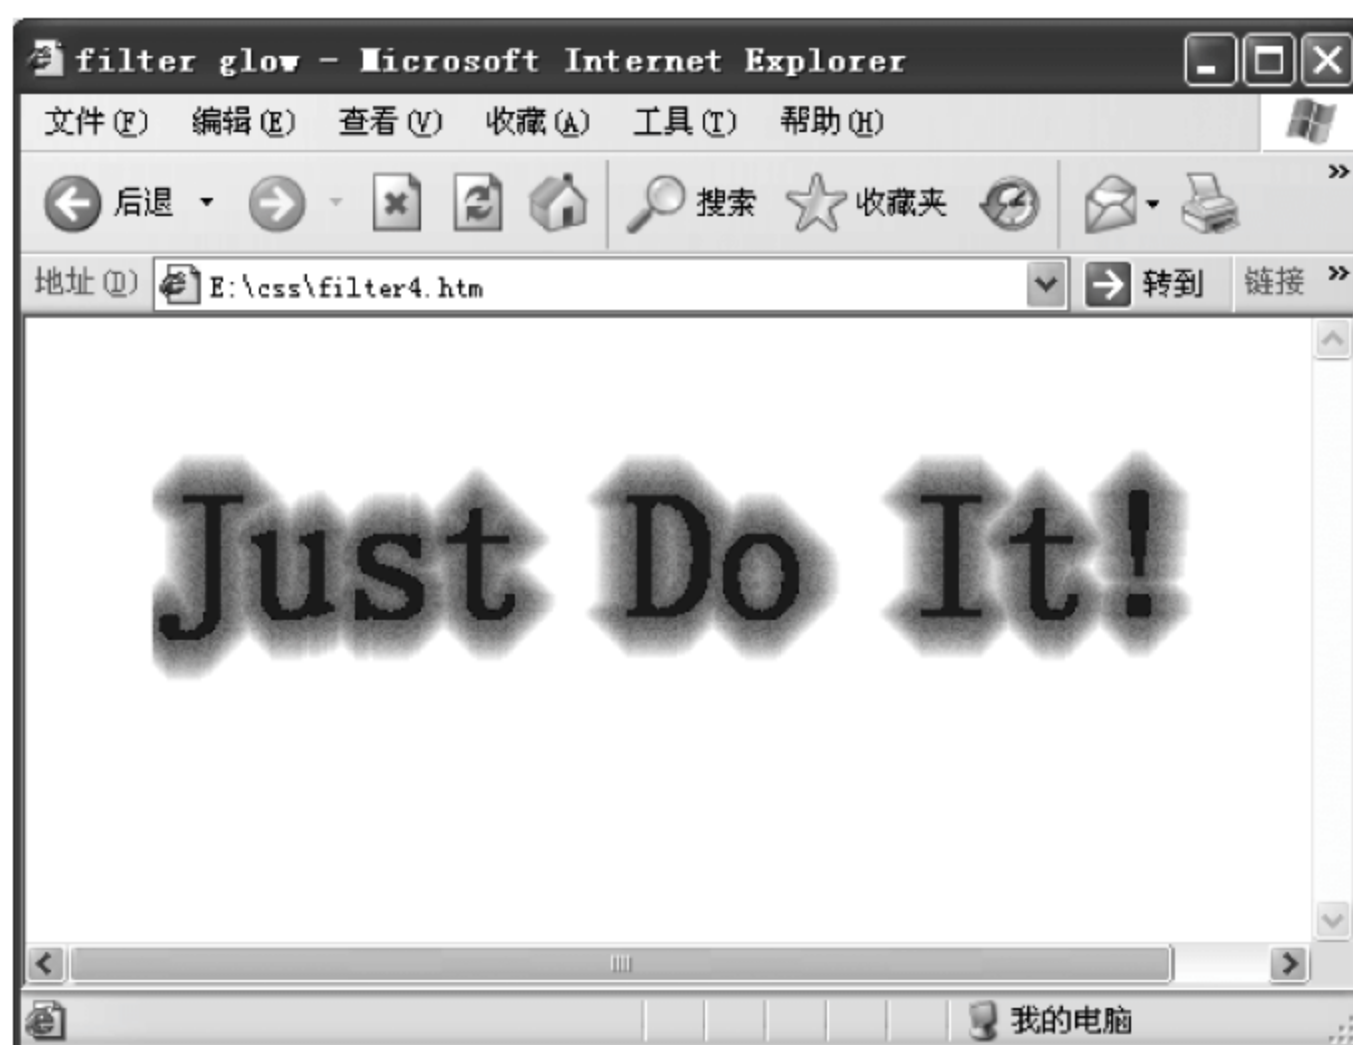 filter glow - Microsoft Internet Explorer
文件(F) 编辑(E) 查看(V) 收藏(A) 工具(T) 帮助(H)
后退 搜索 收藏夹 »
地址(D) E:\css\filter4.htm 转到 链接 »
Just Do It!
我的电脑